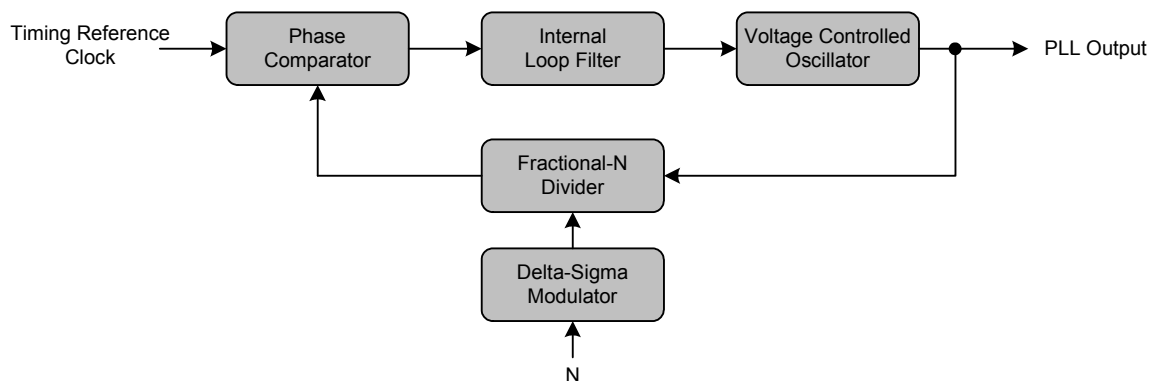 Timing Reference
Clock
Phase
Comparator
Internal
Loop Filter
Voltage Controlled
Oscillator
PLL Output
Fractional-N
Divider
Delta-Sigma
Modulator
N